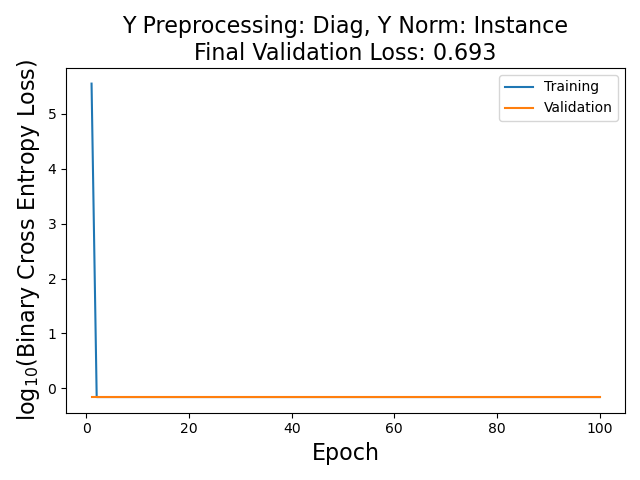 Y Preprocessing: Diag, Y Norm: Instance
Final Validation Loss: 0.693
Training
Validation
log₁₀(Binary Cross Entropy Loss)
5
4
3
2
1
0
0 20 40 60 80 100
Epoch